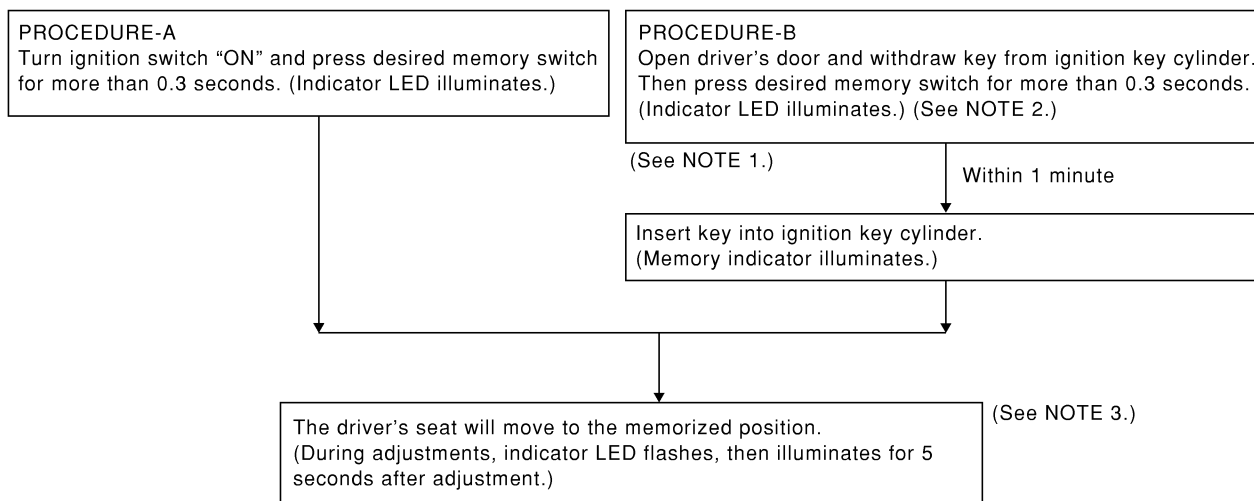 PROCEDURE-A
Turn ignition switch “ON” and press desired memory switch
for more than 0.3 seconds. (Indicator LED illuminates.)
PROCEDURE-B
Open driver’s door and withdraw key from ignition key cylinder.
Then press desired memory switch for more than 0.3 seconds.
(Indicator LED illuminates.) (See NOTE 2.)
(See NOTE 1.)
Within 1 minute
Insert key into ignition key cylinder.
(Memory indicator illuminates.)
The driver’s seat will move to the memorized position.
(During adjustments, indicator LED flashes, then illuminates for 5
seconds after adjustment.)
(See NOTE 3.)